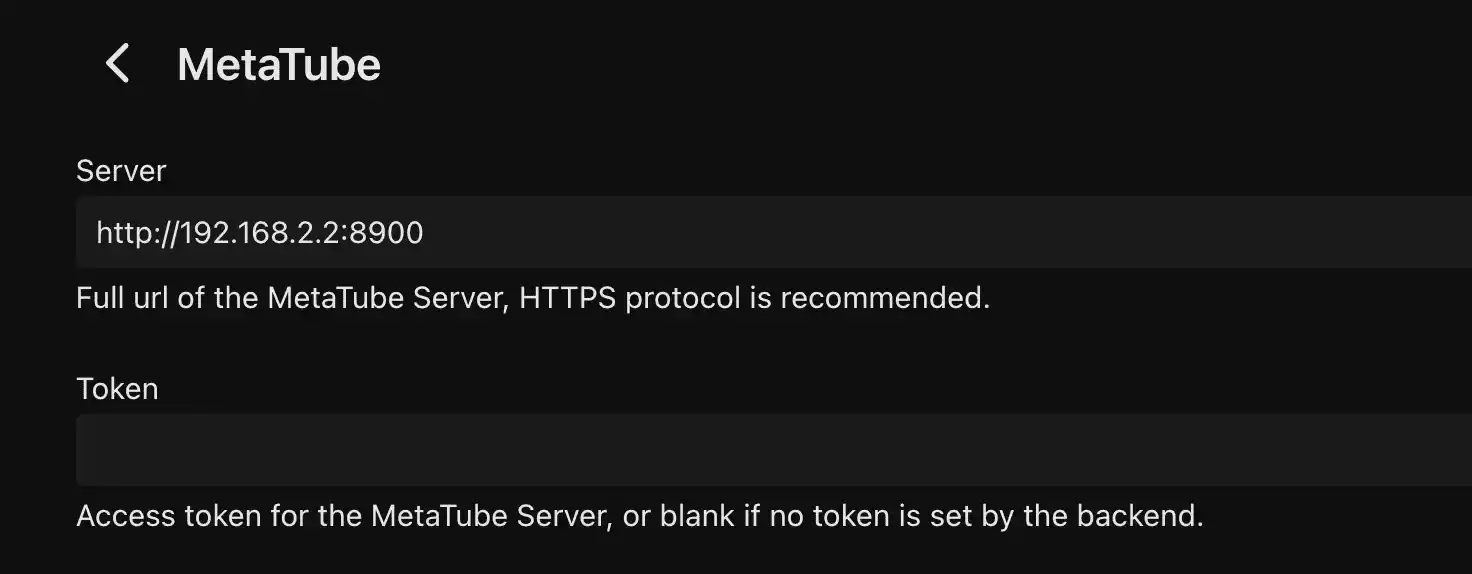 MetaTube
Server
http://192.168.2.2:8900
Full url of the MetaTube Server, HTTPS protocol is recommended.
Token
Access token for the MetaTube Server, or blank if no token is set by the backend.